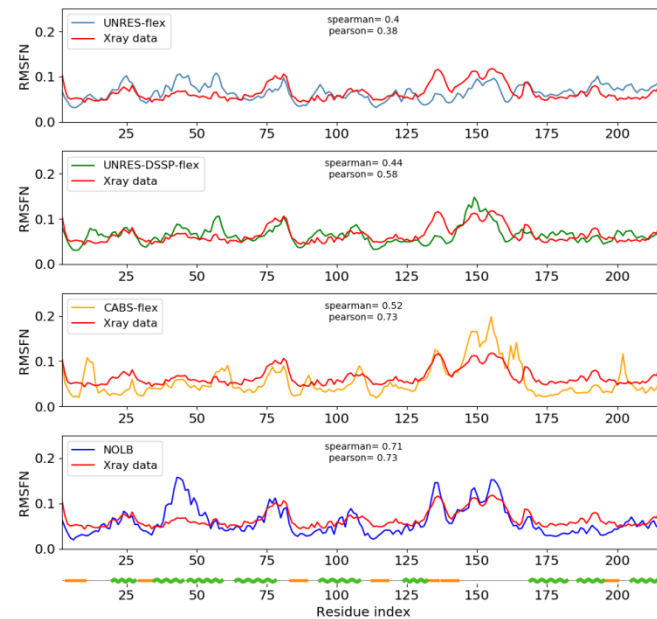 UNRES-flex
Xray data
spearman= 0.4
pearson= 0.38
RMSFN
0.2
0.1
0.0
25 50 75 100 125 150 175 200
UNRES-DSSP-flex
Xray data
spearman= 0.44
pearson= 0.58
RMSFN
0.2
0.1
0.0
25 50 75 100 125 150 175 200
CABS-flex
Xray data
spearman= 0.52
pearson= 0.73
RMSFN
0.2
0.1
0.0
25 50 75 100 125 150 175 200
NOLB
Xray data
spearman= 0.71
pearson= 0.73
RMSFN
0.2
0.1
0.0
25 50 75 100 125 150 175 200
25 50 75 100 125 150 175 200
Residue index